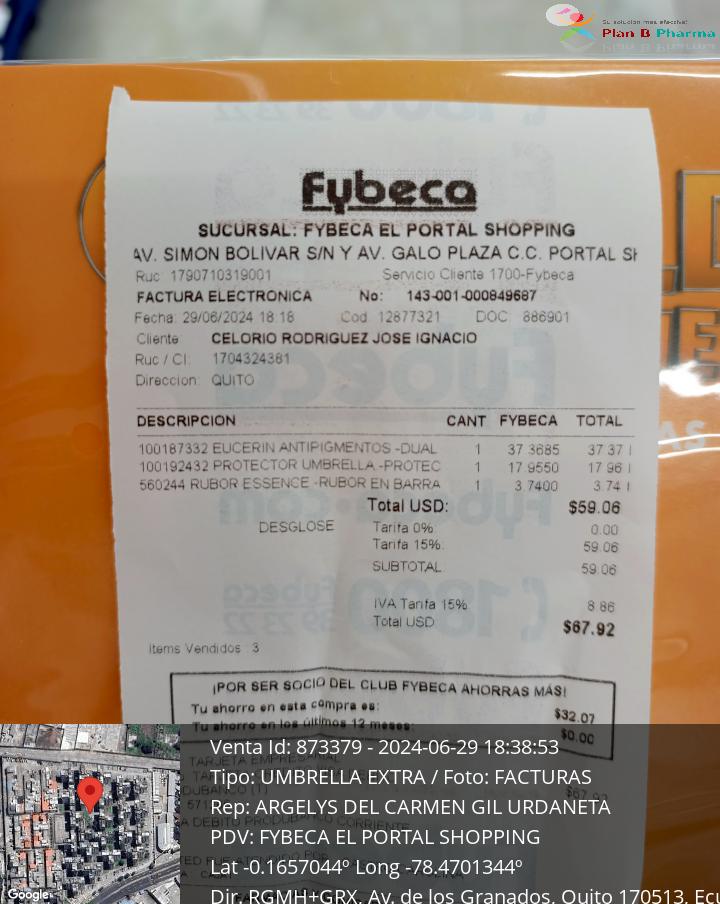 Su solución más efectiva!
Plan B Pharma
Fybeca
SUCURSAL: FYBECA EL PORTAL SHOPPING
AV. SIMON BOLIVAR S/N Y AV. GALO PLAZA C.C. PORTAL SH
Ruc: 1790710319001 Servicio Cliente 1700-Fybeca
FACTURA ELECTRONICA No: 143-001-000849687
Fecha: 29/06/2024 18:18 Cod: 12877321 DOC: 886901
Cliente: CELORIO RODRIGUEZ JOSE IGNACIO
Ruc / CI: 1704324381
Direccion: QUITO
DESCRIPCION CANT FYBECA TOTAL
100187332 EUCERIN ANTIPIGMENTOS -DUAL 1 37.3685 37.37 I
100192432 PROTECTOR UMBRELLA -PROTEC 1 17.9550 17.96 I
560244 RUBOR ESSENCE -RUBOR EN BARRA 1 3.7400 3.74 I
Total USD: $59.06
DESGLOSE Tarifa 0% 0.00
Tarifa 15%: 59.06
SUBTOTAL 59.06
IVA Tarifa 15% 8.86
Total USD $67.92
Items Vendidos : 3
¡POR SER SOCIO DEL CLUB FYBECA AHORRAS MÁS!
Tu ahorro en esta compra es: $32.07
Tu ahorro en los últimos 12 meses: $0.00
TARJETA EMPRESARIAL
Venta Id: 873379 - 2024-06-29 18:38:53
Tipo: UMBRELLA EXTRA / Foto: FACTURAS
Rep: ARGELYS DEL CARMEN GIL URDANETA
PDV: FYBECA EL PORTAL SHOPPING
Lat -0.1657044º Long -78.4701344º
Dir. RGMH+GRX, Av. de los Granados, Quito 170513, Ecu
Google